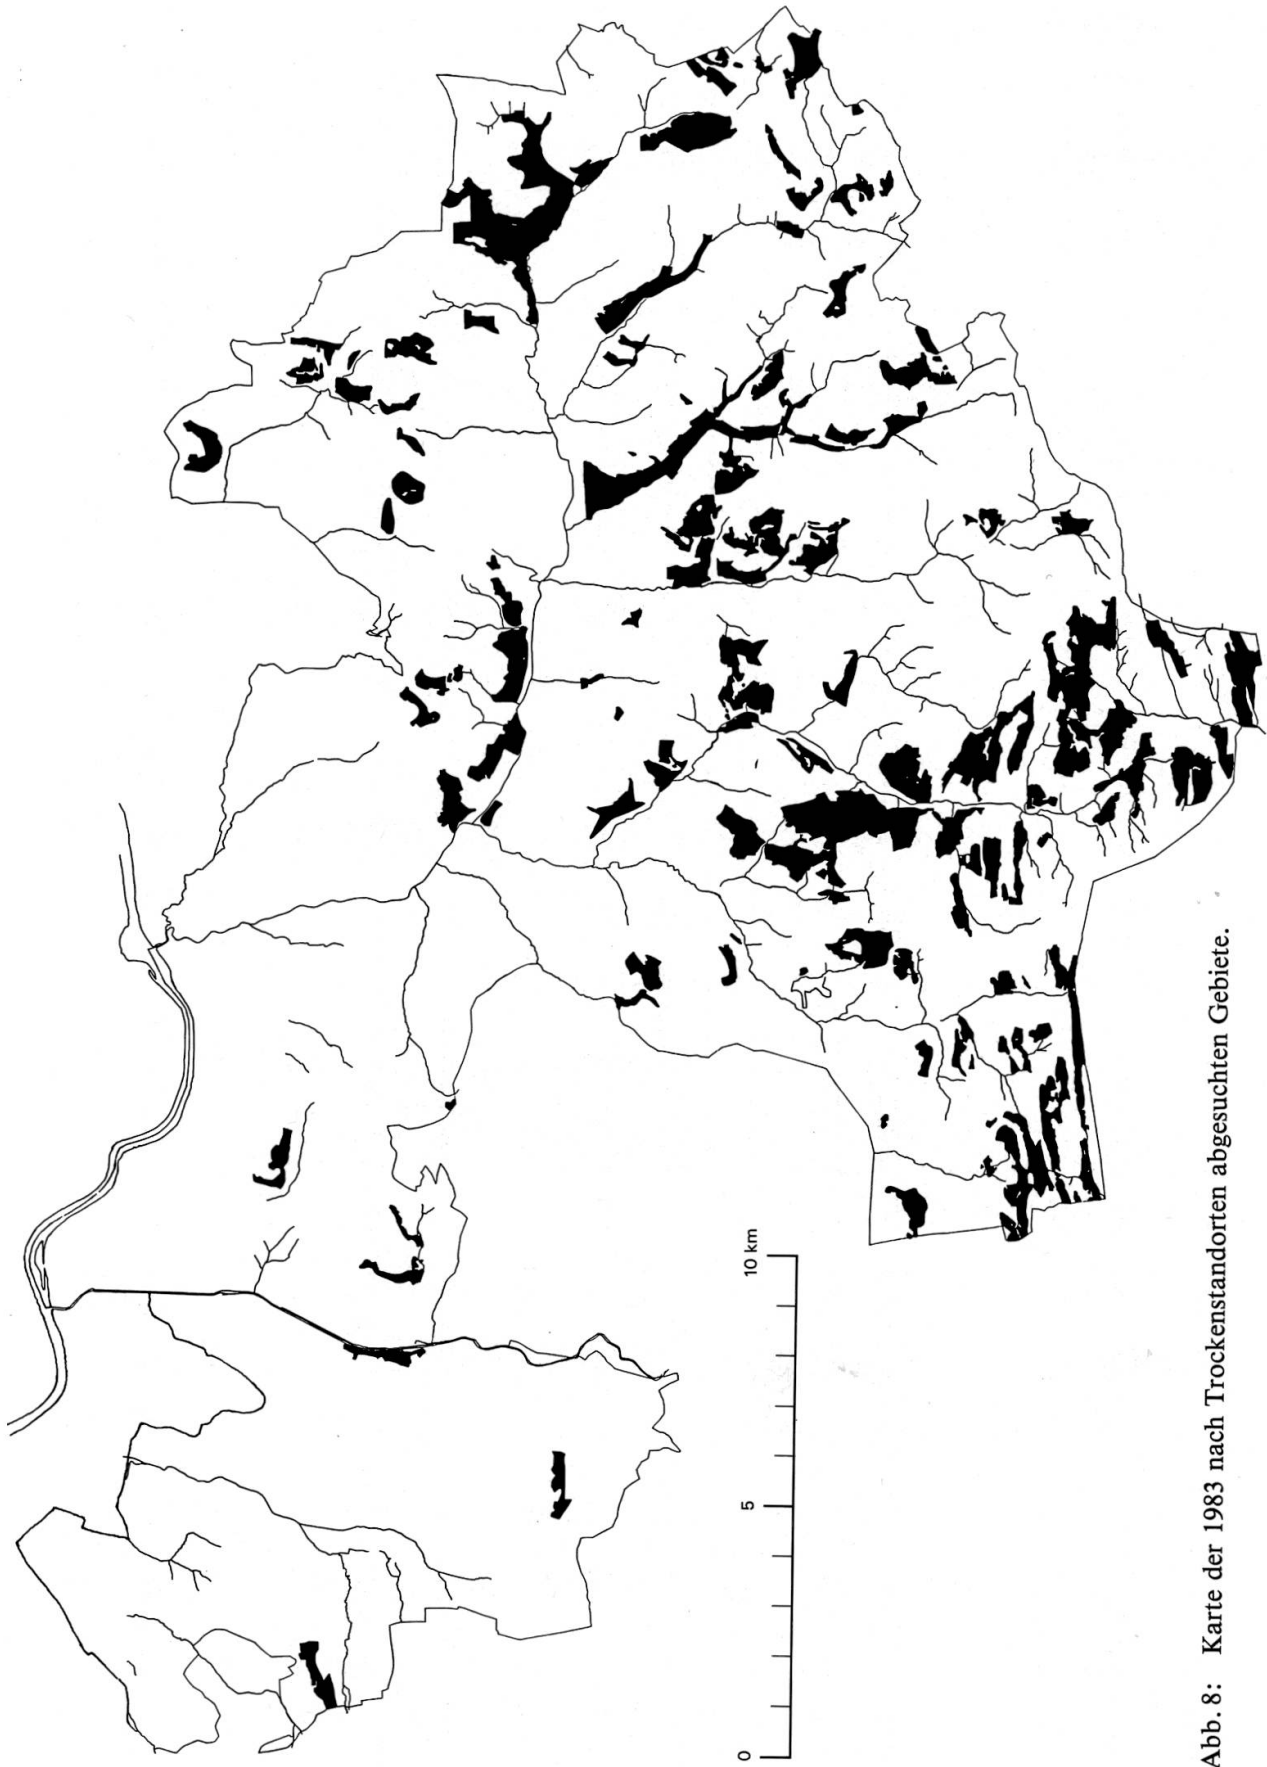 0 5 10 km
Abb. 8: Karte der 1983 nach Trockenstandorten abgesuchten Gebiete.